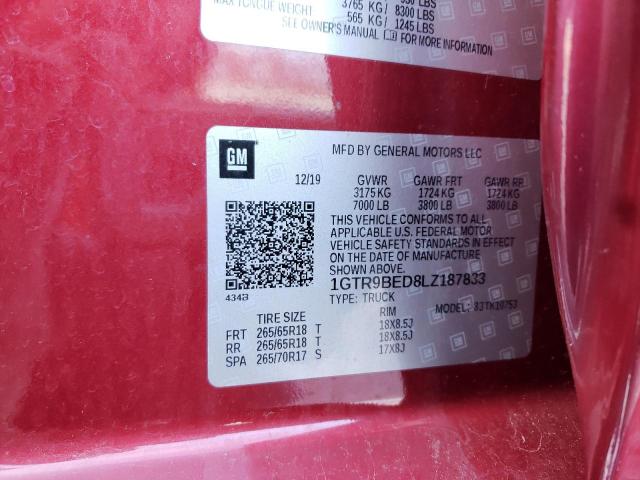 MAX TONGUE WEIGHT 3765 KG / 8300 LBS
565 KG / 1245 LBS
SEE OWNER'S MANUAL FOR MORE INFORMATION
GM
MFD BY GENERAL MOTORS LLC
12/19 GVWR GAWR FRT GAWR RR
3175 KG 1724 KG 1724 KG
7000 LB 3800 LB 3800 LB
THIS VEHICLE CONFORMS TO ALL
APPLICABLE U.S. FEDERAL MOTOR
VEHICLE SAFETY STANDARDS IN EFFECT
ON THE DATE OF MANUFACTURE
SHOWN ABOVE.
1GTR9BED8LZ187833
4343 TYPE: TRUCK MODEL:
TIRE SIZE RIM
FRT 265/65R18 T 18X8.5J
RR 265/65R18 T 18X8.5J
SPA 265/70R17 S 17X8J
GM